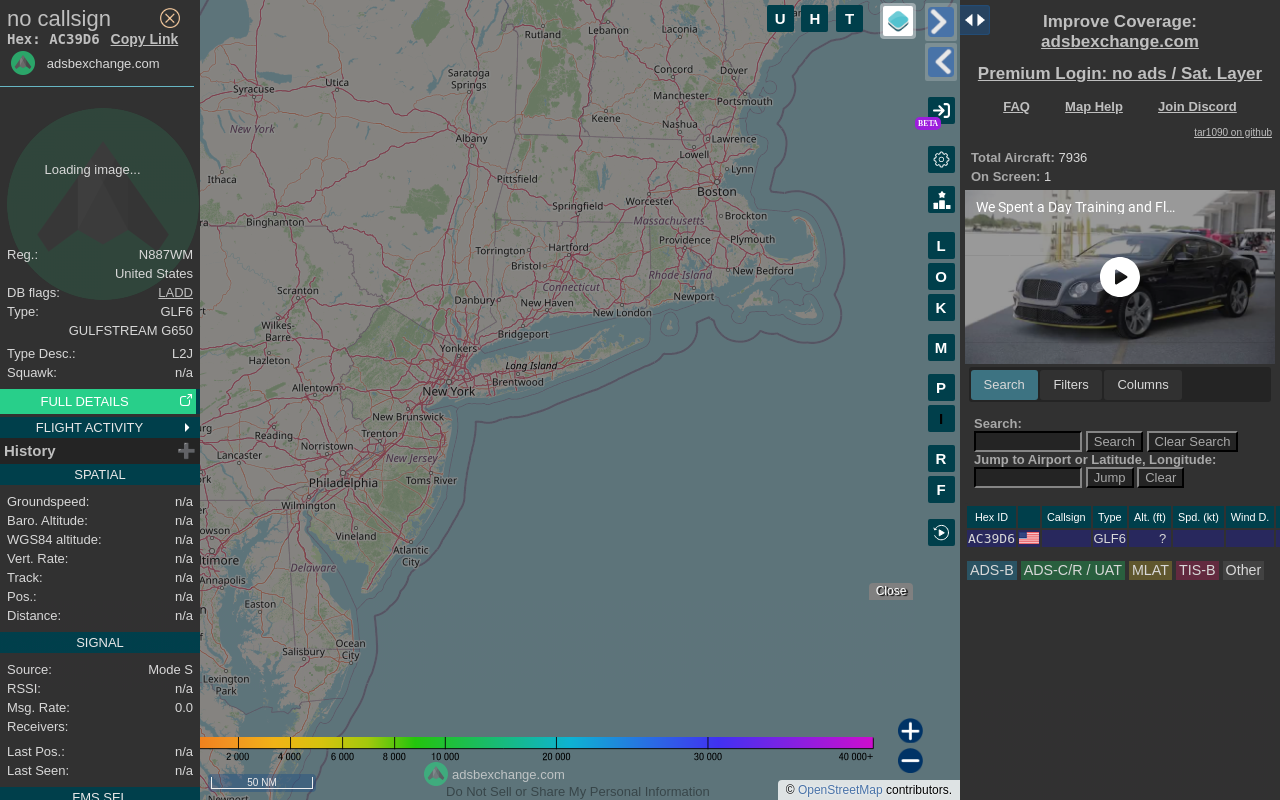 no callsign
Hex: AC39D6 Copy Link
adsbexchange.com
Loading image...
Reg.: N887WM
United States
DB flags: LADD
Type: GLF6
GULFSTREAM G650
Type Desc.: L2J
Squawk: n/a
FULL DETAILS
FLIGHT ACTIVITY
History
SPATIAL
Groundspeed: n/a
Baro. Altitude: n/a
WGS84 altitude: n/a
Vert. Rate: n/a
Track: n/a
Pos.: n/a
Distance: n/a
SIGNAL
Source: Mode S
RSSI: n/a
Msg. Rate: 0.0
Receivers:
Last Pos.: n/a
Last Seen: n/a
FMS SEL
Rutland
Lebanon
Laconia
Concord
Dover
Saratoga
Springs
Utica
Syracuse
Manchester
Portsmouth
Keene
Nashua
New York
Albany
Lawrence
Lowell
Lynn
Ithaca
Pittsfield
Boston
Springfield
Worcester
Binghamton
Massachusetts
Brockton
Providence
Plymouth
Torrington
Hartford
Bristol
Rhode Island
New Bedford
Connecticut
Scranton
Danbury
New Haven
Newport
New London
Wilkes-
Barre
Bridgeport
Yonkers
Hazleton
Long Island
Brentwood
Allentown
New York
New Brunswick
Reading
Trenton
Norristown
Lancaster
New Jersey
Philadelphia
Toms River
Wilmington
Vineland
Atlantic
City
Delaware
Annapolis
Easton
Ocean
City
Salisbury
Lexington
Park
U H T
BETA
L
O
K
M
P
I
R
F
Close
2 000 4 000 6 000 8 000 10 000 20 000 30 000 40 000+
50 NM
adsbexchange.com
Do Not Sell or Share My Personal Information
© OpenStreetMap contributors.
Improve Coverage:
adsbexchange.com
Premium Login: no ads / Sat. Layer
FAQ Map Help Join Discord
tar1090 on github
Total Aircraft: 7936
On Screen: 1
We Spent a Day Training and Fl...
Search Filters Columns
Search:
Search Clear Search
Jump to Airport or Latitude, Longitude:
Jump Clear
Hex ID Callsign Type Alt. (ft) Spd. (kt) Wind D.
AC39D6 GLF6 ?
ADS-B ADS-C/R / UAT MLAT TIS-B Other